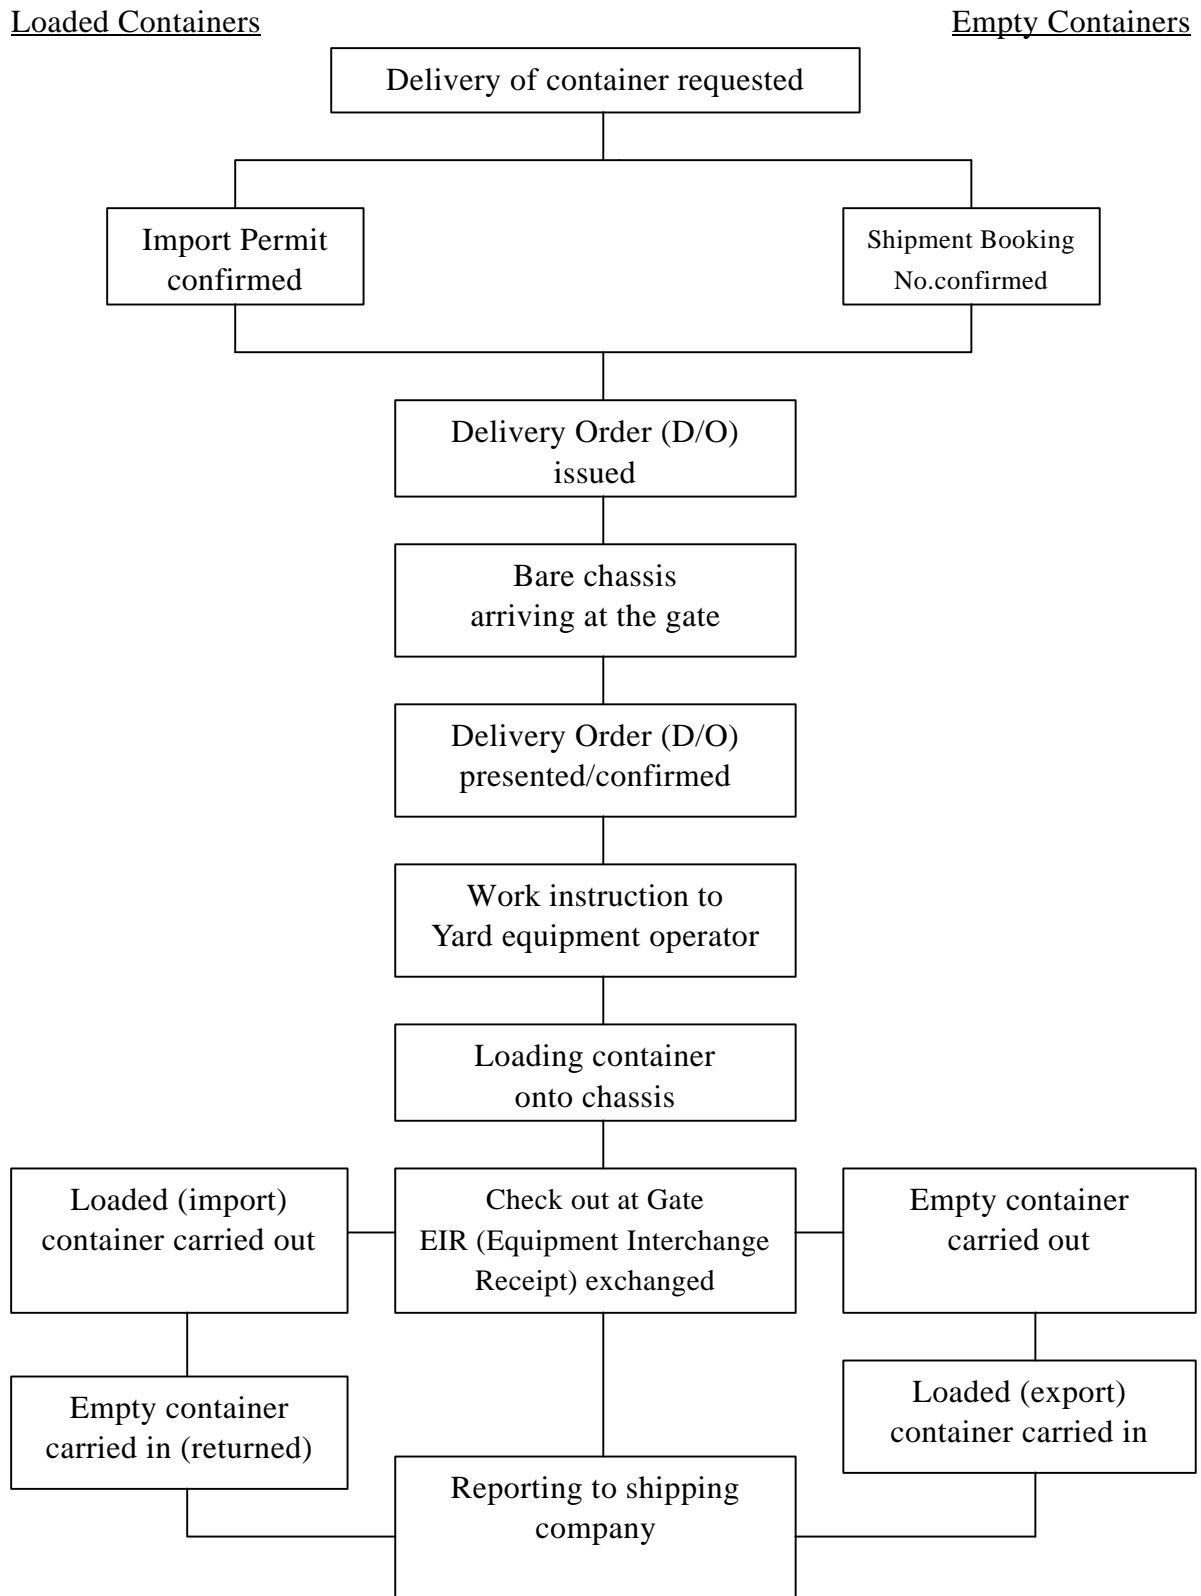 Loaded Containers
Empty Containers
Delivery of container requested
Import Permit
confirmed
Shipment Booking
No.confirmed
Delivery Order (D/O)
issued
Bare chassis
arriving at the gate
Delivery Order (D/O)
presented/confirmed
Work instruction to
Yard equipment operator
Loading container
onto chassis
Loaded (import)
container carried out
Check out at Gate
EIR (Equipment Interchange
Receipt) exchanged
Empty container
carried out
Empty container
carried in (returned)
Loaded (export)
container carried in
Reporting to shipping
company